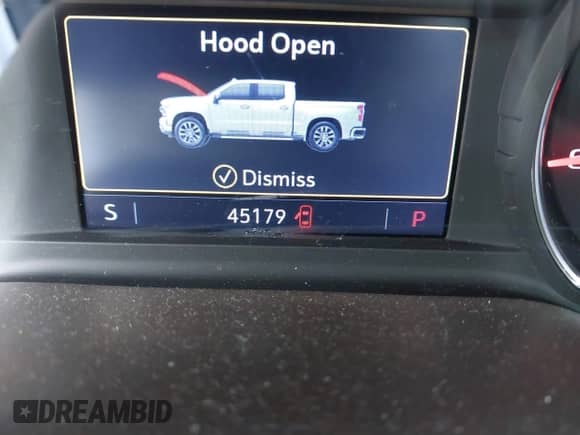 Hood Open
Dismiss
S 45179 P
DREAMBID